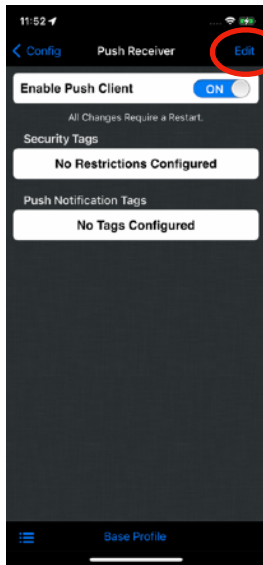 11:52
Config Push Receiver Edit
Enable Push Client ON
All Changes Require a Restart.
Security Tags
No Restrictions Configured
Push Notification Tags
No Tags Configured
Base Profile